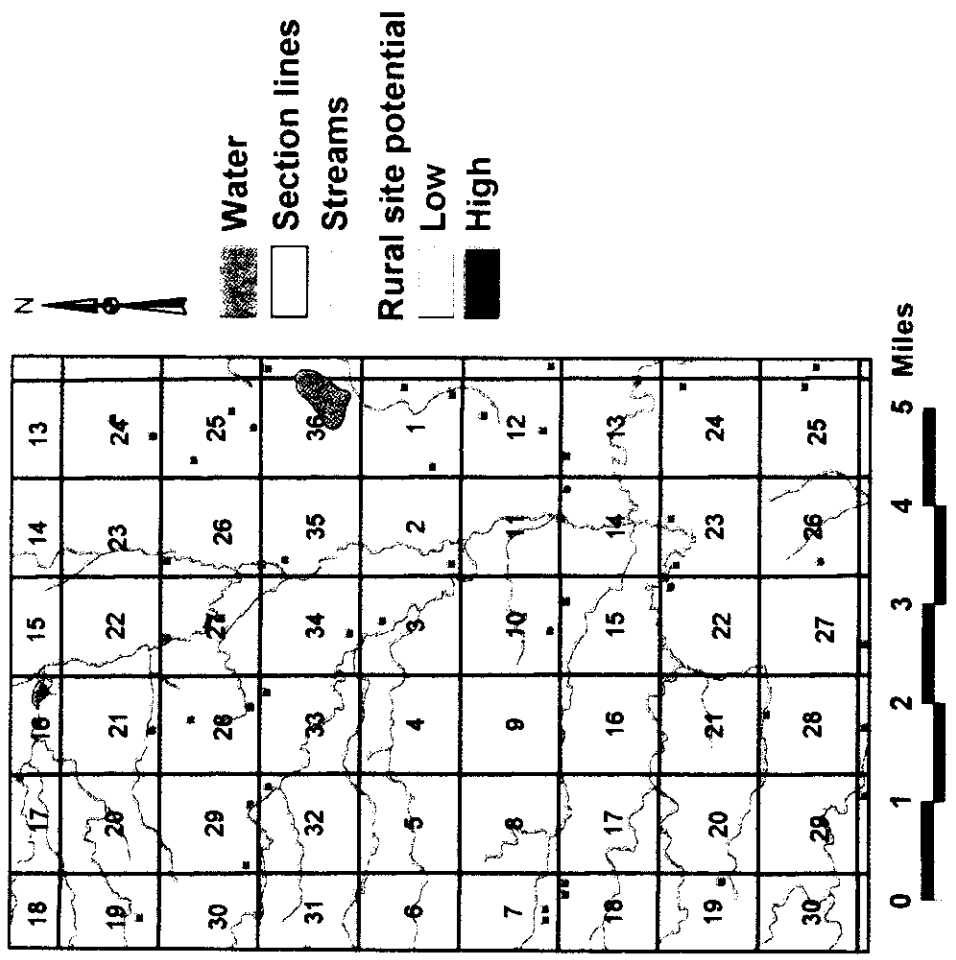 18 17 16 15 14 13
19 20 21 22 23 24
30 29 28 27 26 25
31 32 33 34 35 36
6 5 4 3 2 1
7 8 9 10 11 12
18 17 16 15 14 13
19 20 21 22 23 24
30 29 28 27 26 25
0 1 2 3 4 5 Miles
N
Water
Section lines
Streams
Rural site potential
Low
High